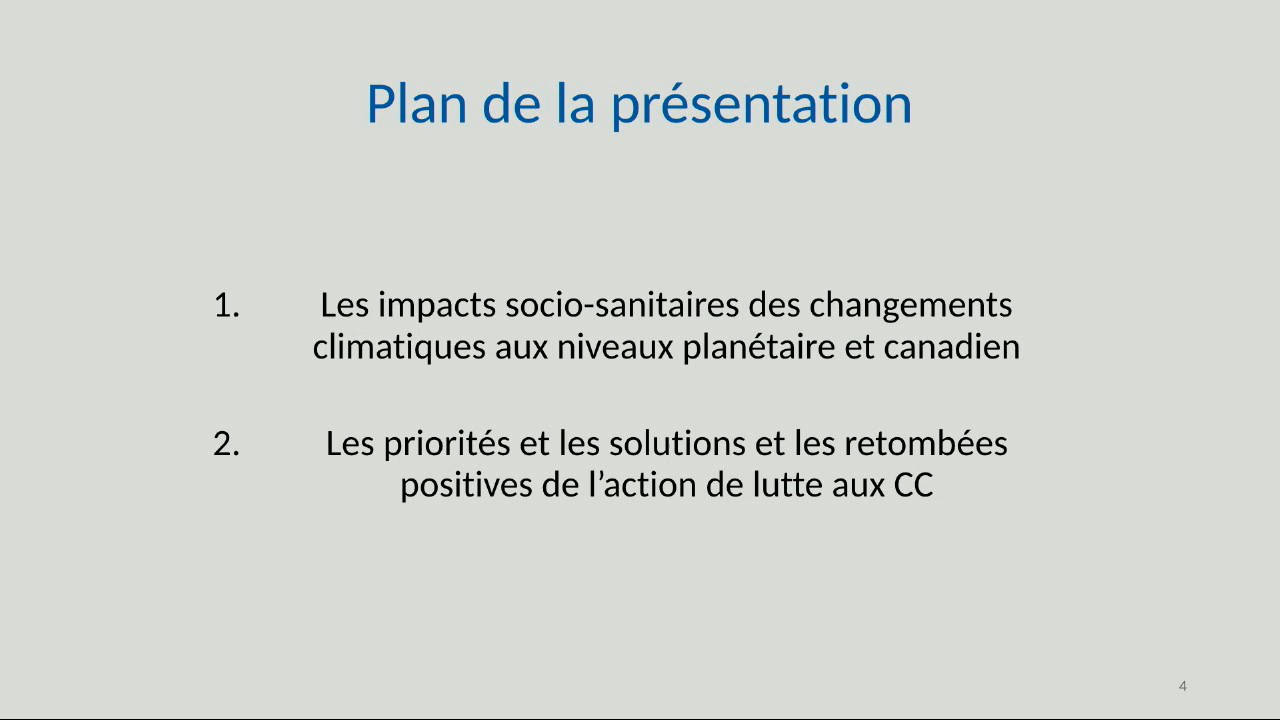 Plan de la présentation
1. Les impacts socio-sanitaires des changements
climatiques aux niveaux planétaire et canadien
2. Les priorités et les solutions et les retombées
positives de l’action de lutte aux CC
4